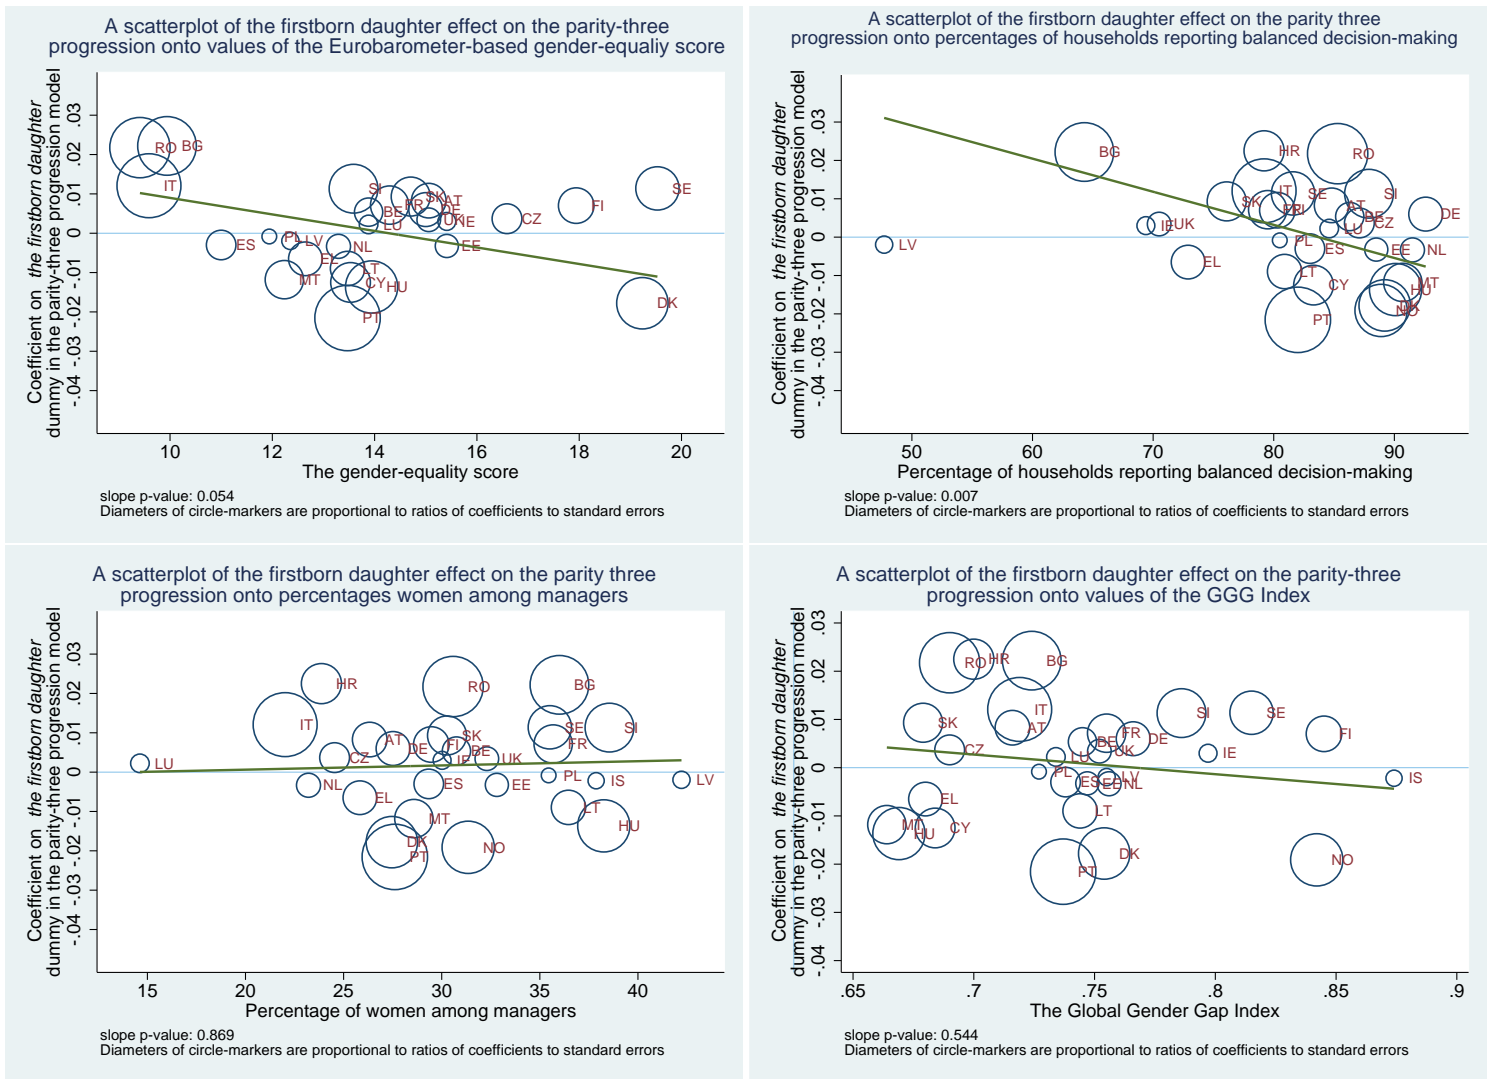 A scatterplot of the firstborn daughter effect on the parity-three
progression onto values of the Eurobarometer-based gender-equaliy score
Coefficient on the firstborn daughter
dummy in the parity-three progression model
-.04 -.03 -.02 -.01 0 .01 .02 .03
RO BG
IT
SI
SE
FI
SK
AT
FR
DE
BE
UK
IE
CZ
LU
PL
LV
ES
NL
EE
EL
LT
MT
CY
HU
PT
DK
10 12 14 16 18 20
The gender-equality score
slope p-value: 0.054
Diameters of circle-markers are proportional to ratios of coefficients to standard errors
A scatterplot of the firstborn daughter effect on the parity three
progression onto percentages of households reporting balanced decision-making
Coefficient on the firstborn daughter
dummy in the parity-three progression model
-.04 -.03 -.02 -.01 0 .01 .02 .03
BG
HR
RO
IT
SE
SI
SK
FR
FI
AT
BE
DE
CZ
IE
UK
LU
LV
PL
ES
EE
NL
EL
LT
CY
MT
HU
DK
NO
PT
50 60 70 80 90
Percentage of households reporting balanced decision-making
slope p-value: 0.007
Diameters of circle-markers are proportional to ratios of coefficients to standard errors
A scatterplot of the firstborn daughter effect on the parity three
progression onto percentages women among managers
Coefficient on the firstborn daughter
dummy in the parity-three progression model
-.04 -.03 -.02 -.01 0 .01 .02 .03
HR
RO
BG
IT
SE
SI
SK
AT
FI
FR
DE
BE
CZ
IE
UK
LU
PL
IS
LV
NL
ES
EE
EL
LT
MT
HU
DK
PT
NO
15 20 25 30 35 40
Percentage of women among managers
slope p-value: 0.869
Diameters of circle-markers are proportional to ratios of coefficients to standard errors
A scatterplot of the firstborn daughter effect on the parity-three
progression onto values of the GGG Index
Coefficient on the firstborn daughter
dummy in the parity-three progression model
-.04 -.03 -.02 -.01 0 .01 .02 .03
RO
HR
BG
IT
SI
SE
SK
AT
FR
FI
BE
DE
CZ
UK
IE
LU
PL
LV
IS
ES
EE
NL
EL
LT
MT
CY
HU
DK
NO
PT
.65 .7 .75 .8 .85 .9
The Global Gender Gap Index
slope p-value: 0.544
Diameters of circle-markers are proportional to ratios of coefficients to standard errors